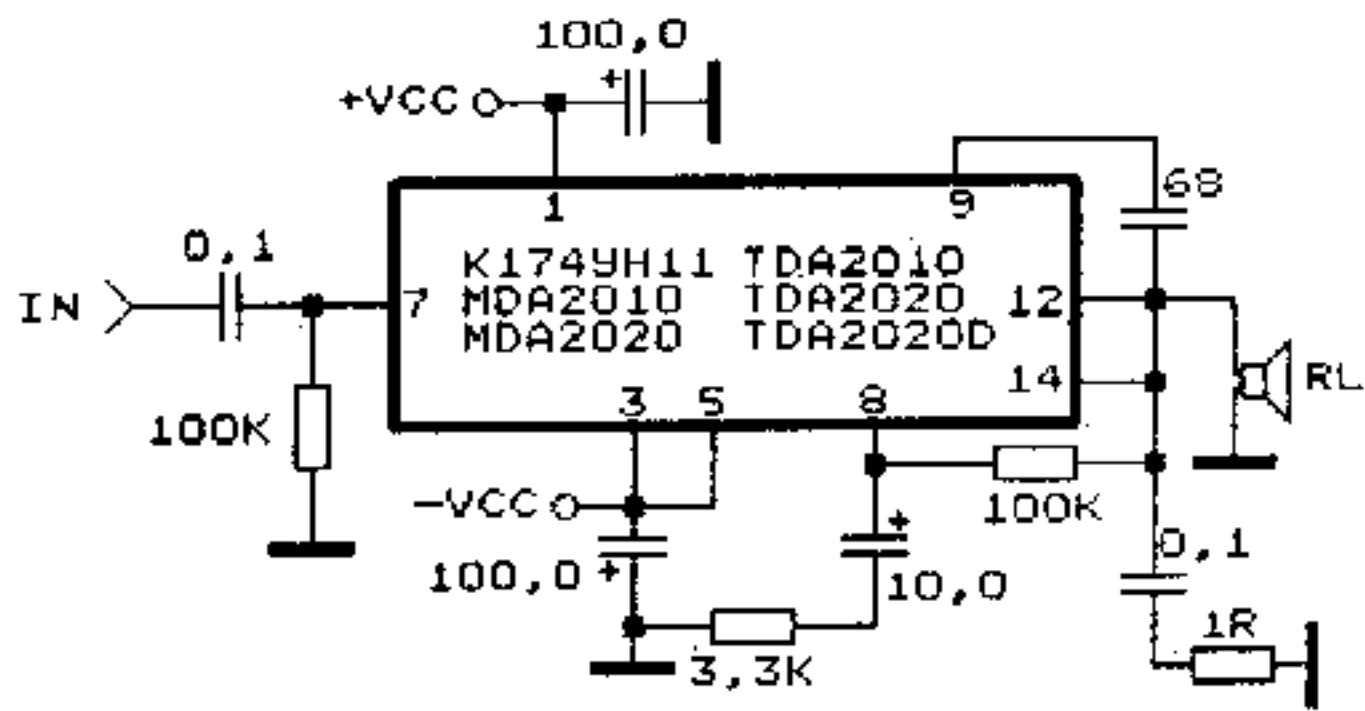 100,0
+VCC
68
1
9
0,1
K174УН11 TDA2010
IN
7
MDA2010 TDA2020
12
MDA2020 TDA2020D
14
RL
3
5
8
100K
-VCC
100K
0,1
100,0
+
10,0
1R
3,3K